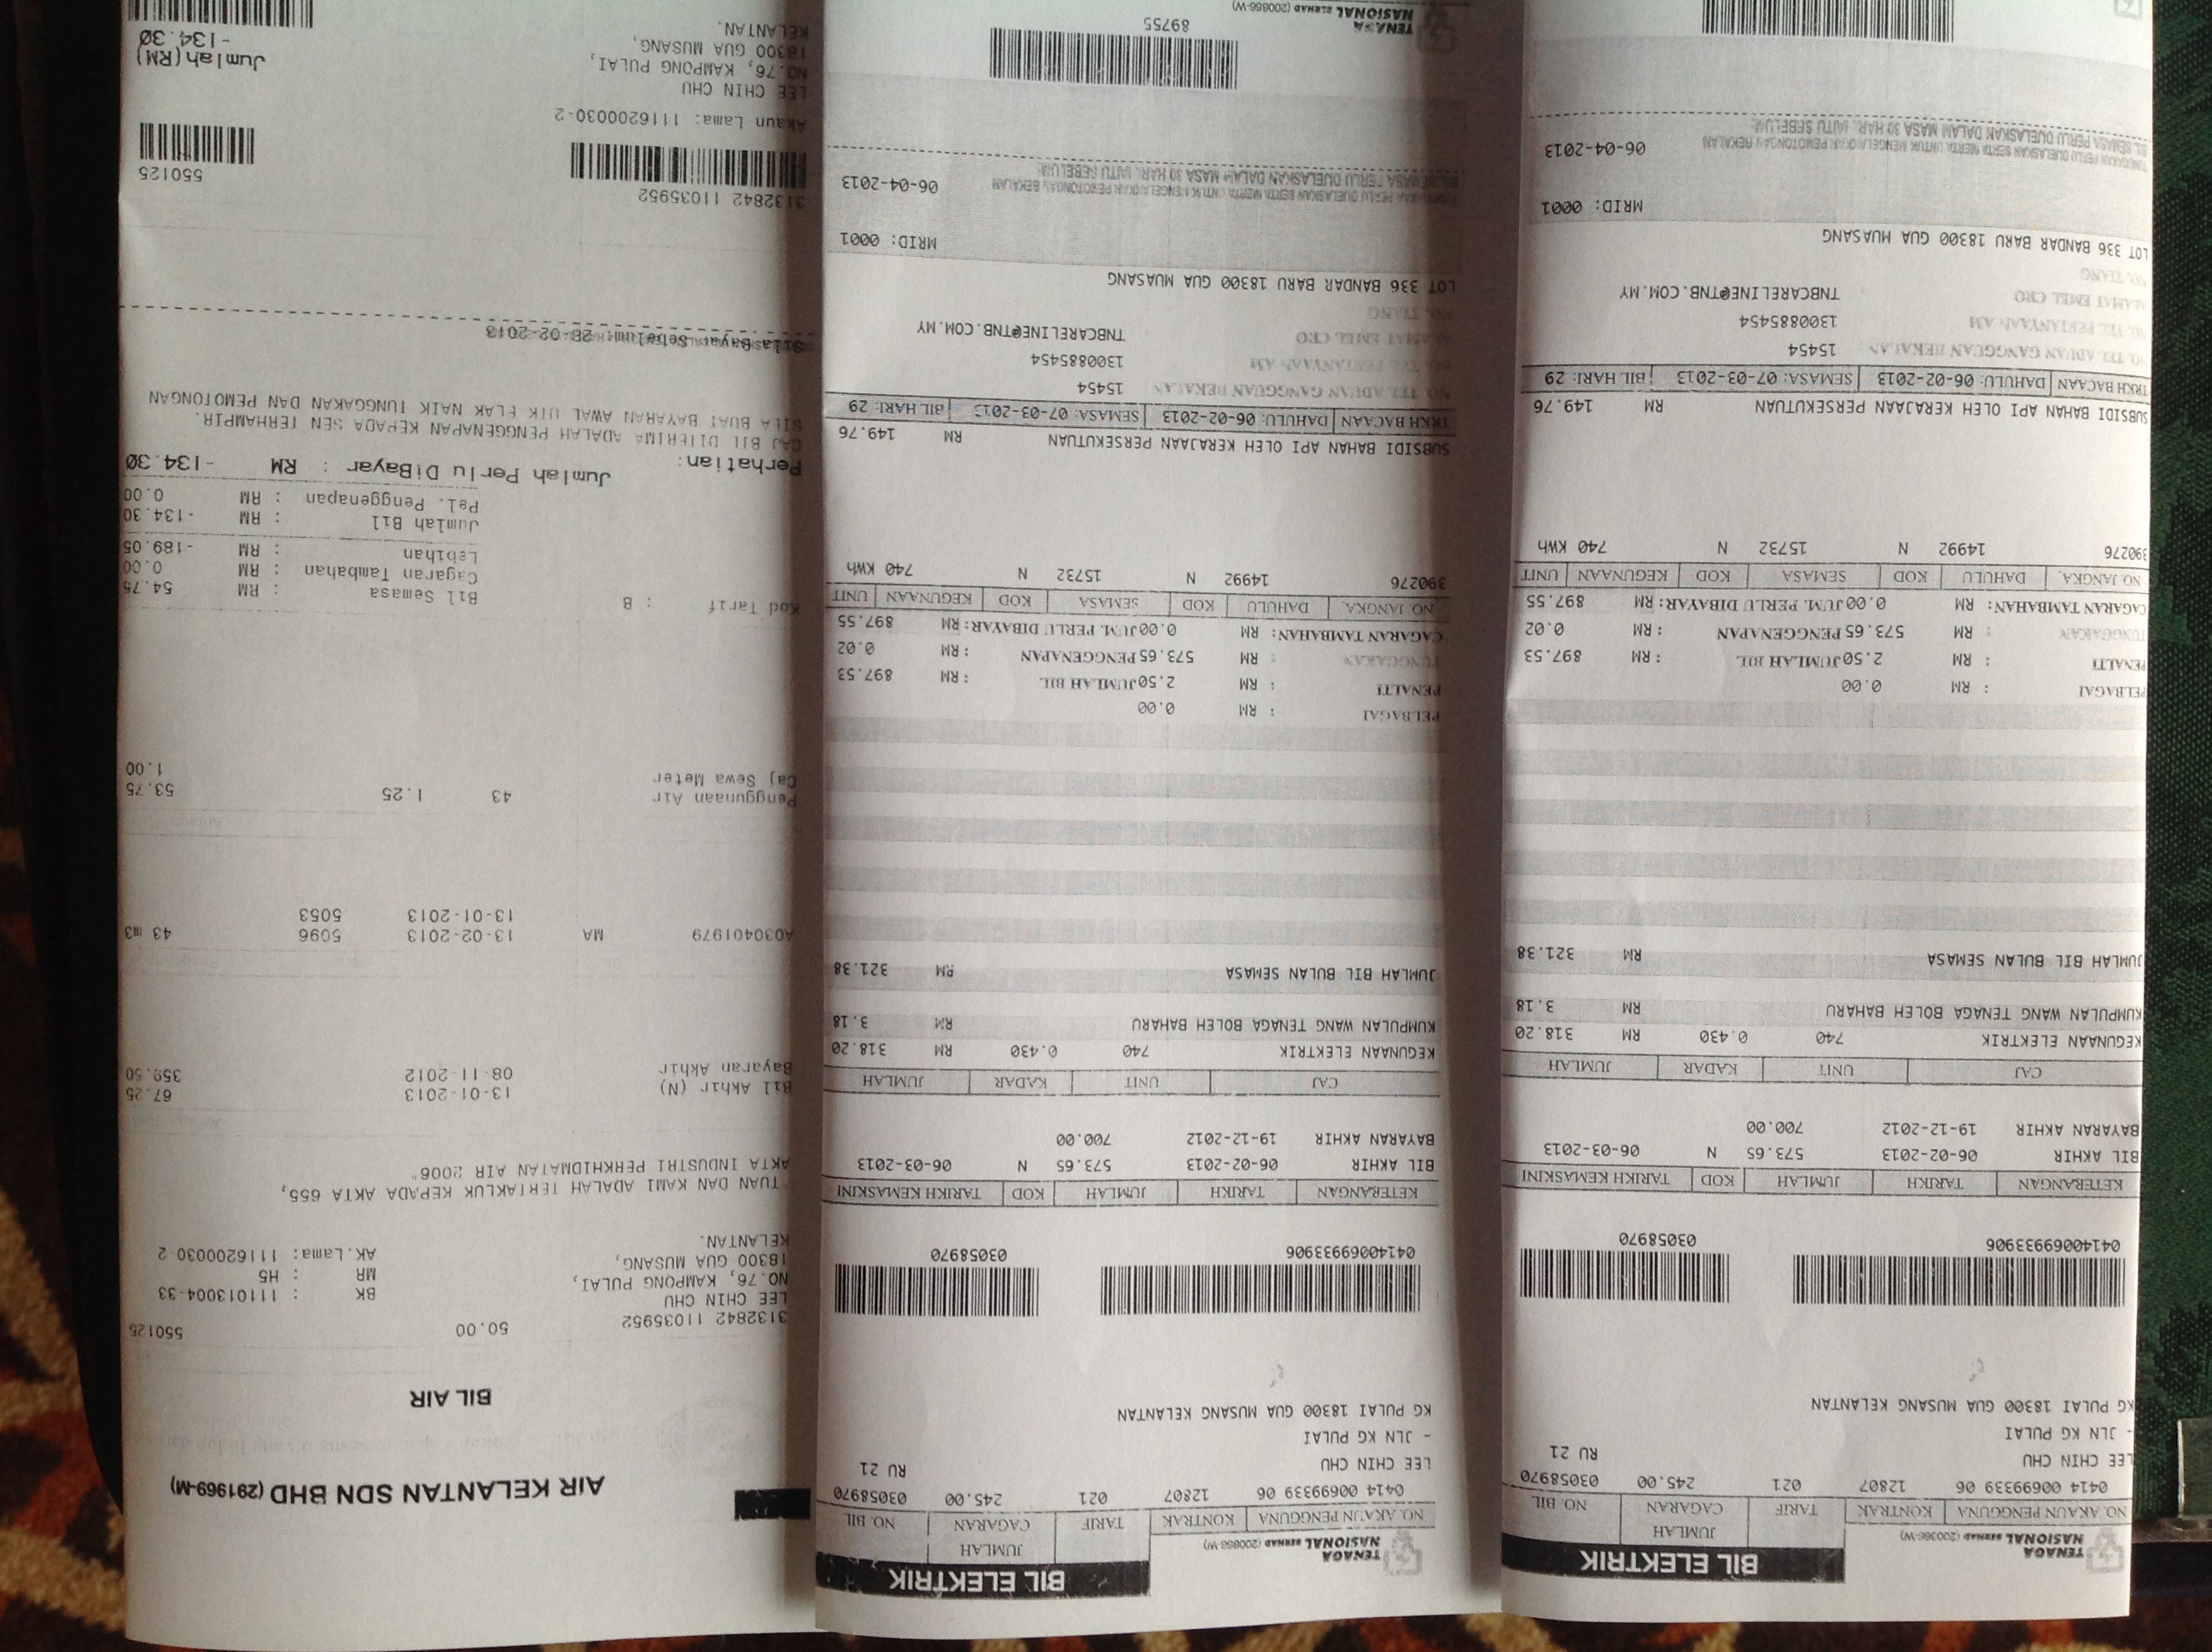 TENAGA
NASIONAL BERHAD
BIL ELEKTRIK
NO. AKAUN PENGGUNA KONTRAK TARIF JUMLAH CAGARAN NO. BIL
0414 00699339 06 12807 021 245.00 03058970
LEE CHIN CHU RU 21
- JLN KG PULAI
KG PULAI 18300 GUA MUSANG KELANTAN
04140069933906 03058970
KETERANGAN TARIKH JUMLAH KOD TARIKH KEMASKINI
BIL AKHIR 06-02-2013 573.65 N 06-03-2013
BAYARAN AKHIR 19-12-2012 700.00
CAJ UNIT KADAR JUMLAH
KEGUNAAN ELEKTRIK 740 0.430 RM 318.20
KUMPULAN WANG TENAGA BOLEH BAHARU RM 3.18
JUMLAH BIL BULAN SEMASA RM 321.38
PELBAGAI : RM 0.00
PENALTI : RM 2.50 JUMLAH BIL : RM 897.53
TUNGGAKAN : RM 573.65 PENGGENAPAN : RM 0.02
CAGARAN TAMBAHAN: RM 0.00 JUM. PERLU DIBAYAR: RM 897.55
NO. JANGKA. DAHULU KOD SEMASA KOD KEGUNAAN UNIT
390276 14992 N 15732 N 740 KWh
SUBSIDI BAHAN API OLEH KERAJAAN PERSEKUTUAN RM 149.76
TRKH BACAAN DAHULU: 06-02-2013 SEMASA: 07-03-2013 BIL HARI: 29
NO. TEL ADUAN GANGGUAN BEKALAN : 15454
NO. TEL PERTANYAAN AM 1300885454
ALAMAT EMEL CRO TNBCARELINE@TNB.COM.MY
NO. TIANG
LOT 336 BANDAR BARU 18300 GUA MUASANG
MRID: 0001
TUNGGAKAN PERLU DIJELASKAN SERTA MERTA UNTUK MENGELAKKAN PEMOTONGAN BEKALAN
BIL SEMASA PERLU DIJELASKAN DALAM MASA 30 HARI, IAITU SEBELUM: 06-04-2013
TENAGA
NASIONAL BERHAD (200866-W)
BIL ELEKTRIK
NO. AKAUN PENGGUNA KONTRAK TARIF JUMLAH CAGARAN NO. BIL
0414 00699339 06 12807 021 245.00 03058970
LEE CHIN CHU RU 21
- JLN KG PULAI
KG PULAI 18300 GUA MUSANG KELANTAN
04140069933906 03058970
KETERANGAN TARIKH JUMLAH KOD TARIKH KEMASKINI
BIL AKHIR 06-02-2013 573.65 N 06-03-2013
BAYARAN AKHIR 19-12-2012 700.00
CAJ UNIT KADAR JUMLAH
KEGUNAAN ELEKTRIK 740 0.430 RM 318.20
KUMPULAN WANG TENAGA BOLEH BAHARU RM 3.18
JUMLAH BIL BULAN SEMASA RM 321.38
PELBAGAI : RM 0.00
PENALTI : RM 2.50 JUMLAH BIL : RM 897.53
TUNGGAKAN : RM 573.65 PENGGENAPAN : RM 0.02
CAGARAN TAMBAHAN: RM 0.00 JUM. PERLU DIBAYAR: RM 897.55
NO. JANGKA. DAHULU KOD SEMASA KOD KEGUNAAN UNIT
390276 14992 N 15732 N 740 KWh
SUBSIDI BAHAN API OLEH KERAJAAN PERSEKUTUAN RM 149.76
TRKH BACAAN DAHULU: 06-02-2013 SEMASA: 07-03-2013 BIL HARI: 29
NO. TEL ADUAN GANGGUAN BEKALAN : 15454
NO. TEL PERTANYAAN AM 1300885454
ALAMAT EMEL CRO TNBCARELINE@TNB.COM.MY
NO. TIANG
LOT 336 BANDAR BARU 18300 GUA MUASANG
MRID: 0001
TUNGGAKAN PERLU DIJELASKAN SERTA MERTA UNTUK MENGELAKKAN PEMOTONGAN BEKALAN
BIL SEMASA PERLU DIJELASKAN DALAM MASA 30 HARI, IAITU SEBELUM: 06-04-2013
89755
TENAGA
NASIONAL BERHAD (200866-W)
AIR KELANTAN SDN BHD (291969-M)
BIL AIR
3132842 11035952 50.00 550125
LEE CHIN CHU BK : 111013004-33
NO.76, KAMPONG PULAI, MR : H5
18300 GUA MUSANG, AK.Lama: 1116200030-2
KELANTAN.
"TUAN DAN KAMI ADALAH TERTAKLUK KEPADA AKTA 655,
AKTA INDUSTRI PERKHIDMATAN AIR 2006"
Bil Akhir (N) 13-01-2013 67.25
Bayaran Akhir 08-11-2012 359.50
A030401979 MA 13-02-2013 5096 43 m3
13-01-2013 5053
Penggunaan Air 43 1.25 53.75
Caj Sewa Meter 1.00
Kod Tarif : B
Bil Semasa : RM 54.75
Cagaran Tambahan : RM 0.00
Lebihan : RM -189.05
Jumlah Bil : RM -134.30
Pel. Penggenapan : RM 0.00
Jumlah Perlu DiBayar : RM -134.30
Perhatian:
CAJ BIL DITERIMA ADALAH PENGGENAPAN KEPADA SEN TERHAMPIR.
SILA BUAT BAYARAN AWAL UTK ELAK NAIK TUNGGAKAN DAN PEMOTONGAN
Sila Bayar Sebelum: 28-02-2013
3132842 11035952 550125
Akaun Lama: 1116200030-2
LEE CHIN CHU
NO.76, KAMPONG PULAI,
18300 GUA MUSANG,
KELANTAN.
Jumlah(RM)
-134.30